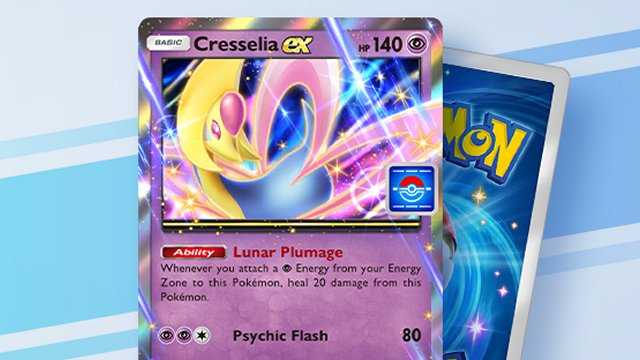 BASIC Cresselia ex HP 140
MON
Ability Lunar Plumage
Whenever you attach a Energy from your Energy
Zone to this Pokémon, heal 20 damage from this
Pokémon.
Psychic Flash 80